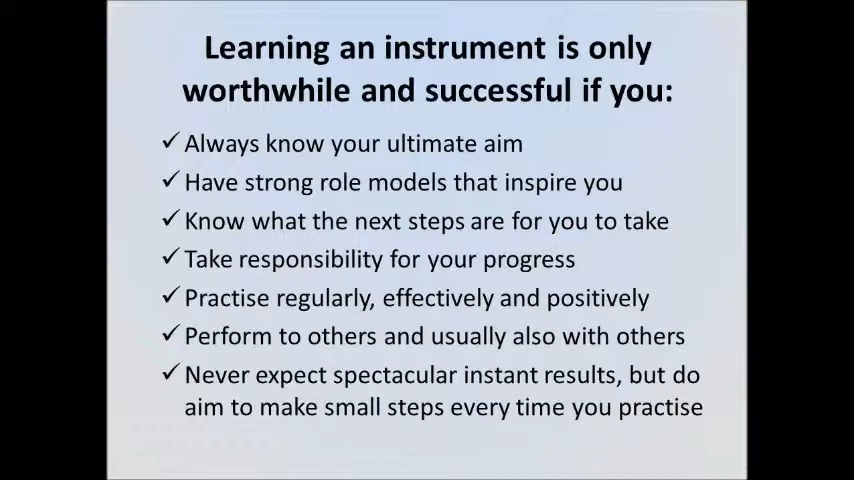 Learning an instrument is only
worthwhile and successful if you:
✓ Always know your ultimate aim
✓ Have strong role models that inspire you
✓ Know what the next steps are for you to take
✓ Take responsibility for your progress
✓ Practise regularly, effectively and positively
✓ Perform to others and usually also with others
✓ Never expect spectacular instant results, but do
aim to make small steps every time you practise